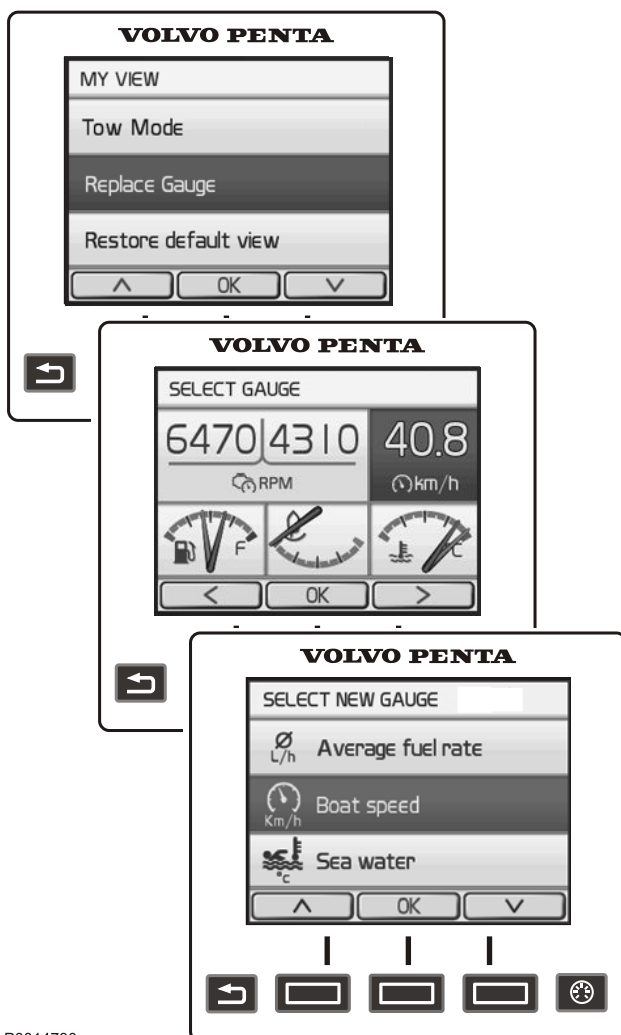 VOLVO PENTA
MY VIEW
Tow Mode
Replace Gauge
Restore default view
OK
VOLVO PENTA
SELECT GAUGE
6470 4310 40.8
RPM km/h
F C
OK
VOLVO PENTA
SELECT NEW GAUGE
L/h Average fuel rate
Km/h Boat speed
°c Sea water
OK